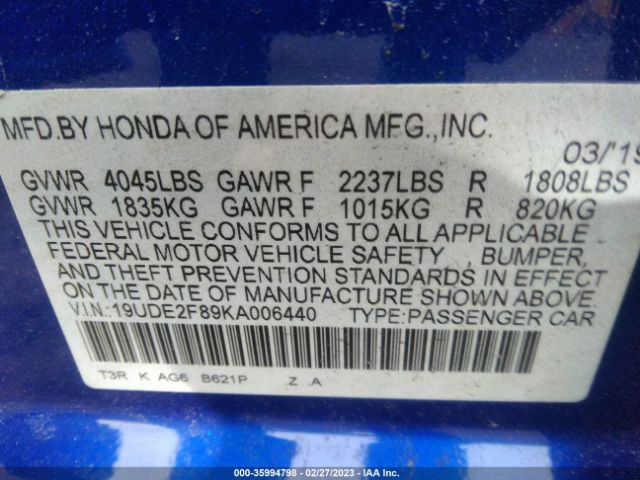 MFD.BY HONDA OF AMERICA MFG.,INC.
03/'19
GVWR 4045LBS GAWR F 2237LBS R 1808LBS
GVWR 1835KG GAWR F 1015KG R 820KG
THIS VEHICLE CONFORMS TO ALL APPLICABLE
FEDERAL MOTOR VEHICLE SAFETY , BUMPER,
AND THEFT PREVENTION STANDARDS IN EFFECT
ON THE DATE OF MANUFACTURE SHOWN ABOVE.
V.I.N.:19UDE2F89KA006440 TYPE:PASSENGER CAR
T3R K AG6 B621P .Z .A
000-35994798 - 02/27/2023 - IAA Inc.